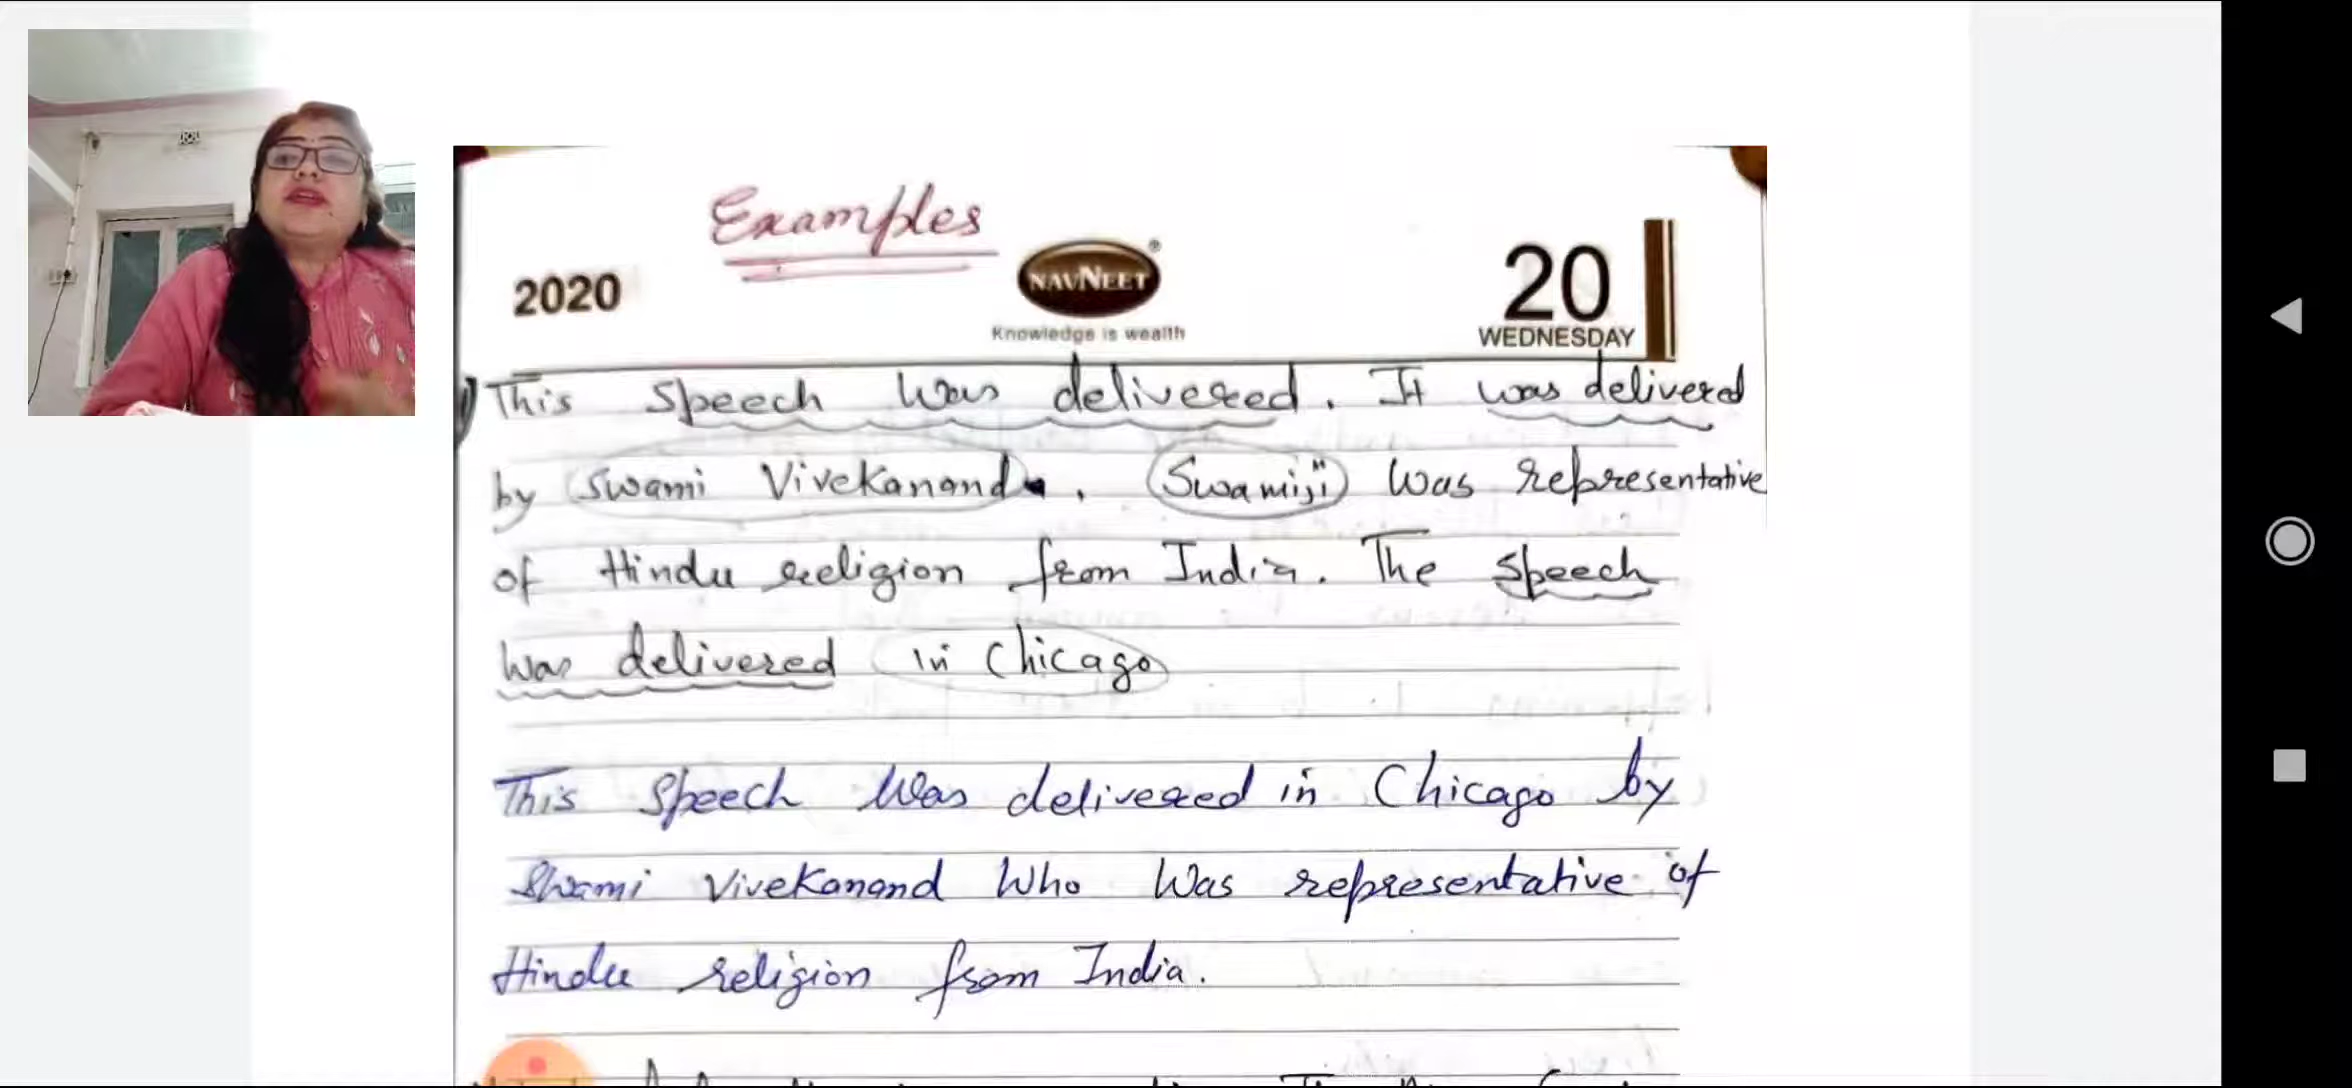 Examples
2020
NAVNEET
®
Knowledge is wealth
20
WEDNESDAY
1) This speech was delivered. It was delivered
by Swami Vivekanand. Swamiji was representative
of Hindu religion from India. The speech
was delivered in Chicago
This speech was delivered in Chicago by
Swami Vivekanand who was representative of
Hindu religion from India.